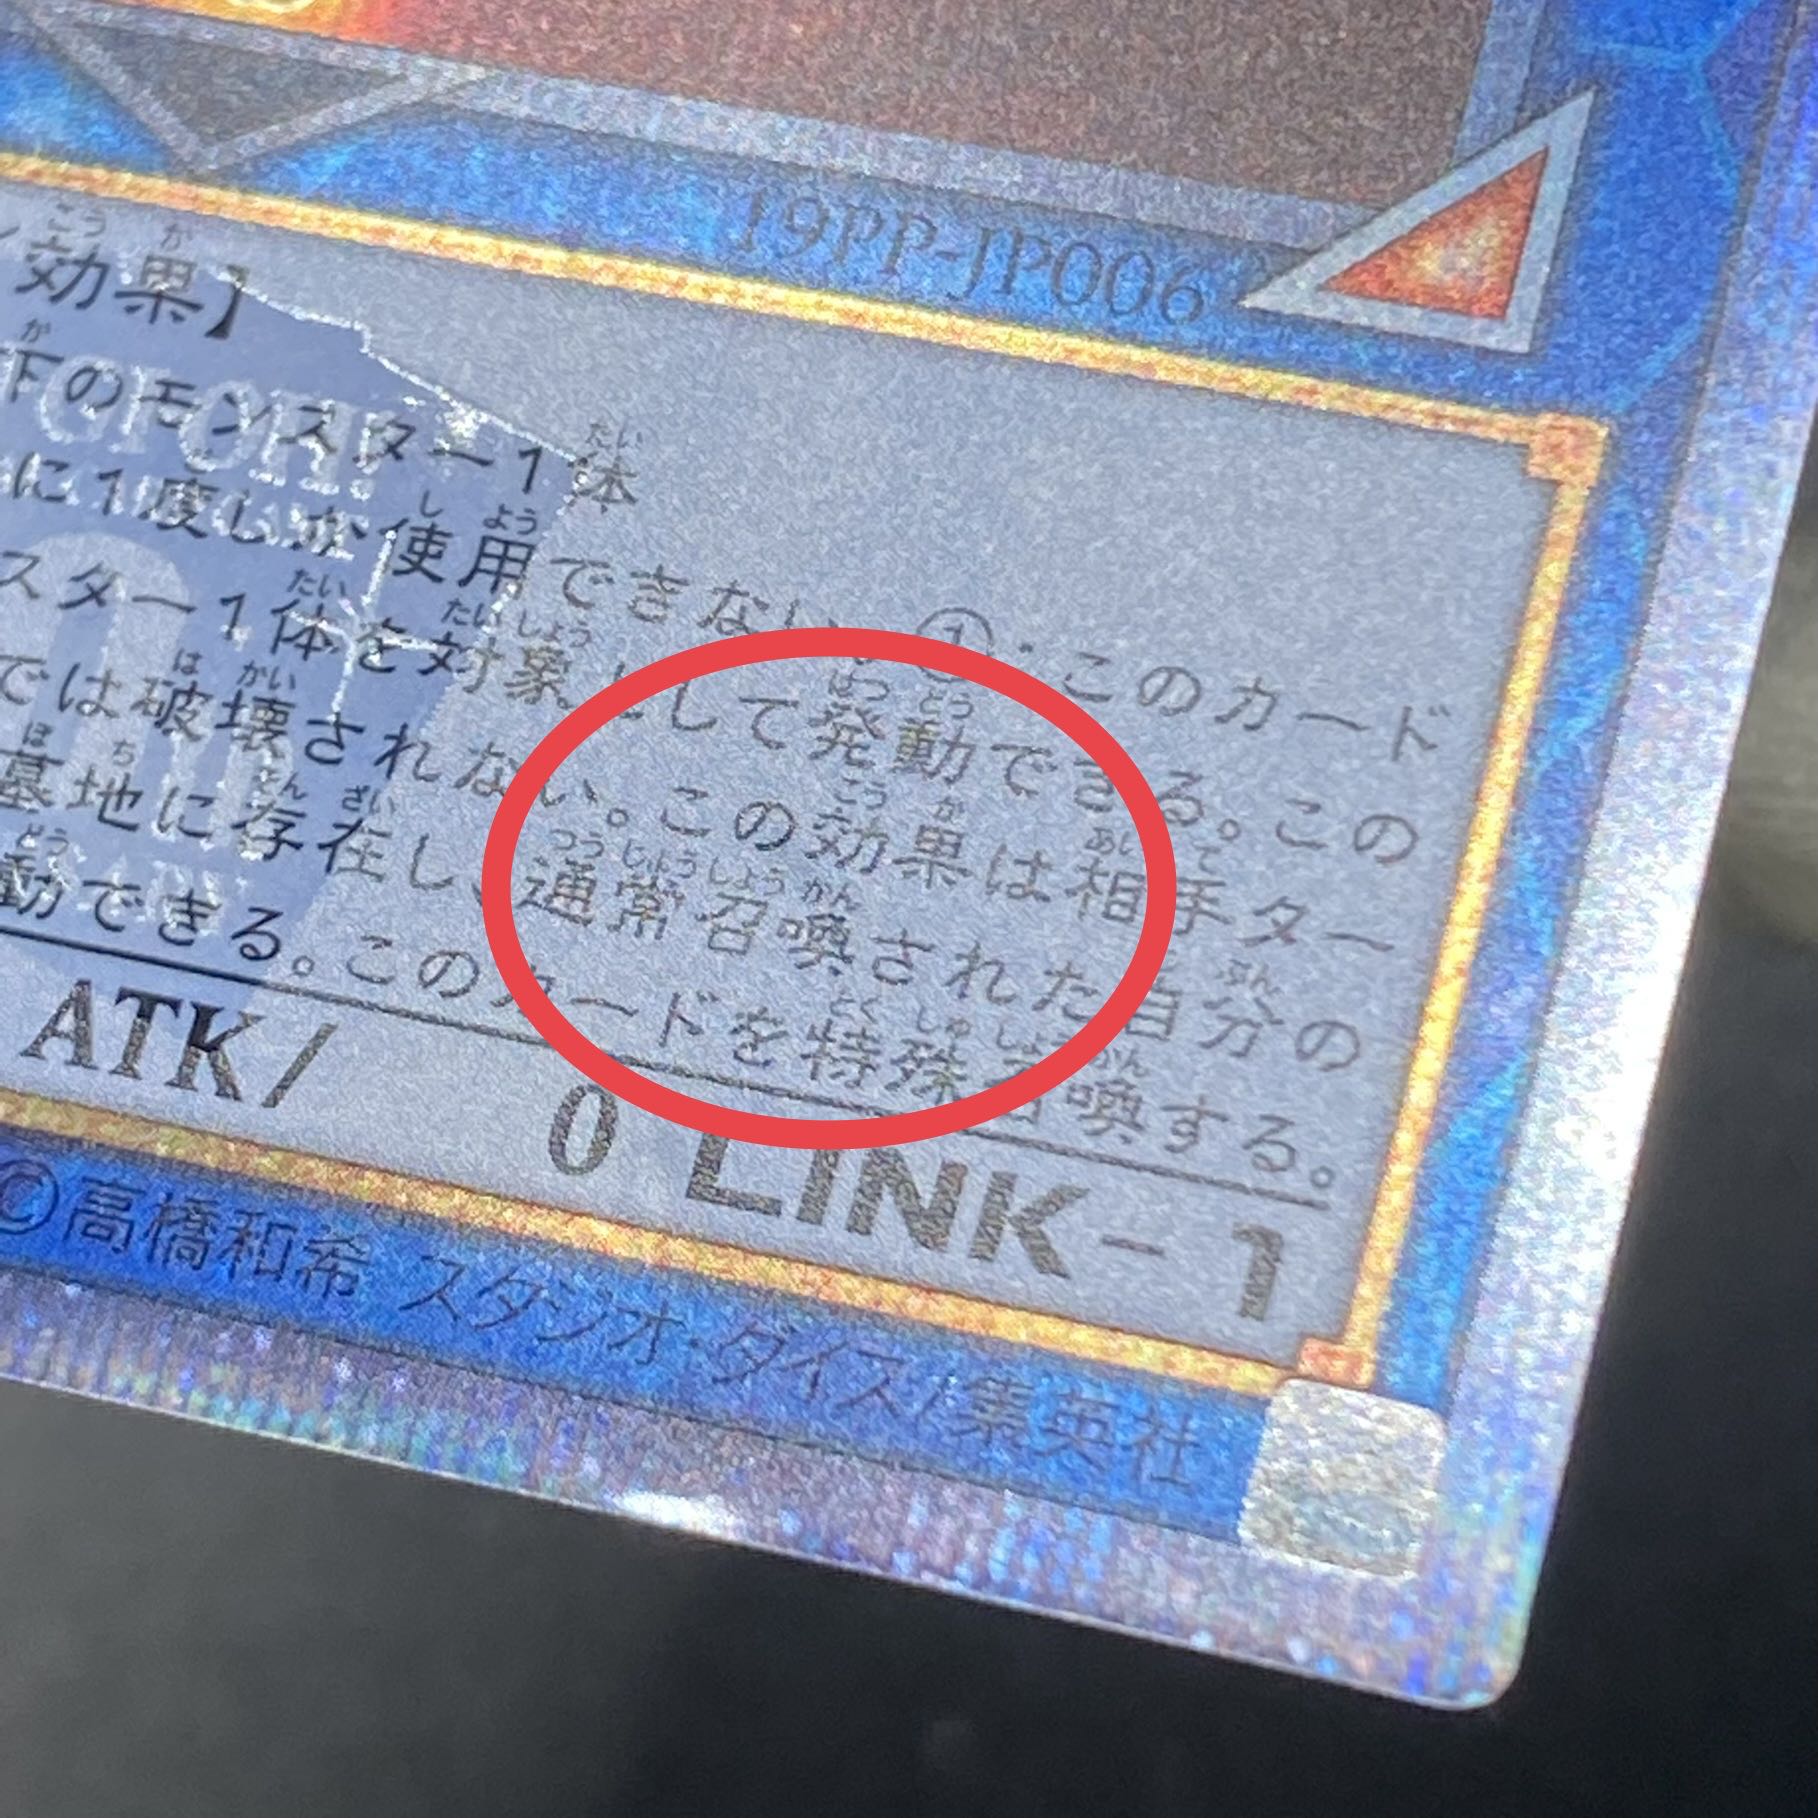 19PP-JP006
効果】
下のモンスター1体
に1度しか使用できない。①:このカード
スター1体を対象として発動できる。この
では破壊されない。この効果は相手ター
墓地に存在し、通常召喚された自分の
動できる。このカードを特殊召喚する。
ATK/ 0 LINK-1
©高橋和希 スタジオ・ダイス/集英社